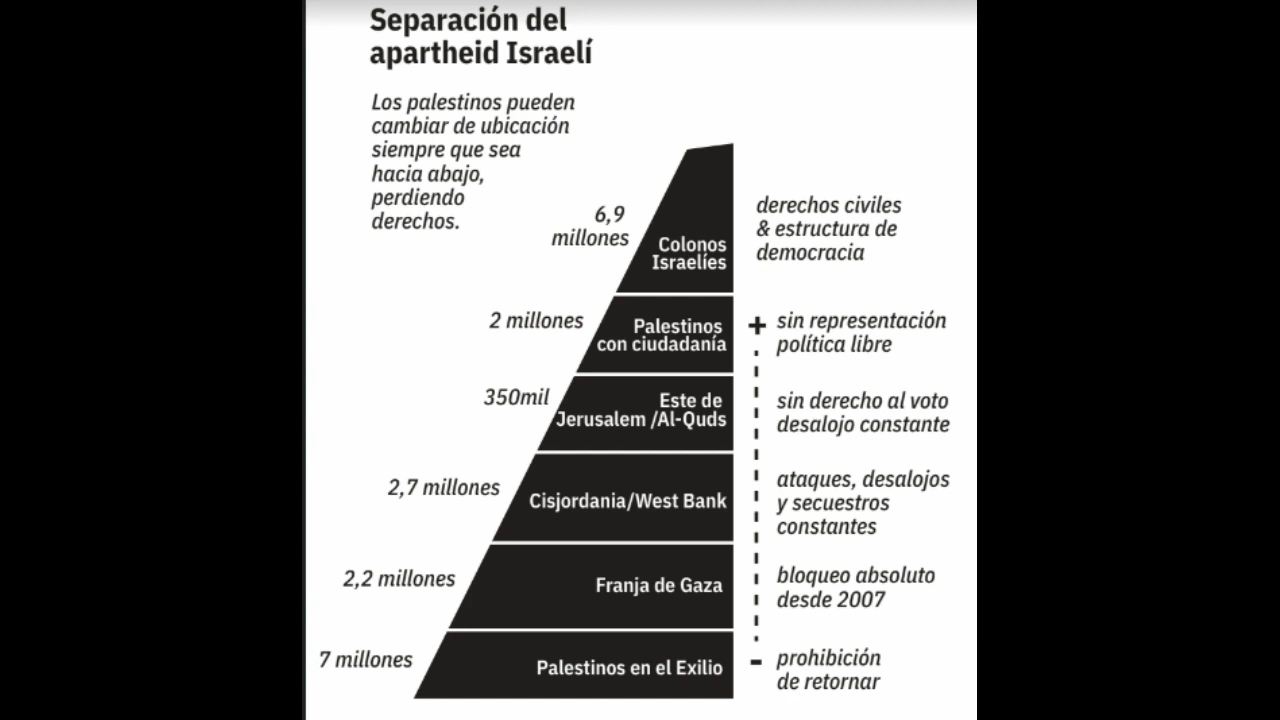 Separación del
apartheid Israelí
Los palestinos pueden
cambiar de ubicación
siempre que sea
hacia abajo,
perdiendo
derechos.
6,9
millones
Colonos
Israelíes
derechos civiles
& estructura de
democracia
2 millones
Palestinos
con ciudadanía
+ sin representación
política libre
350mil
Este de
Jerusalem /Al-Quds
sin derecho al voto
desalojo constante
2,7 millones
Cisjordania/West Bank
ataques, desalojos
y secuestros
constantes
2,2 millones
Franja de Gaza
bloqueo absoluto
desde 2007
7 millones
Palestinos en el Exilio
- prohibición
de retornar